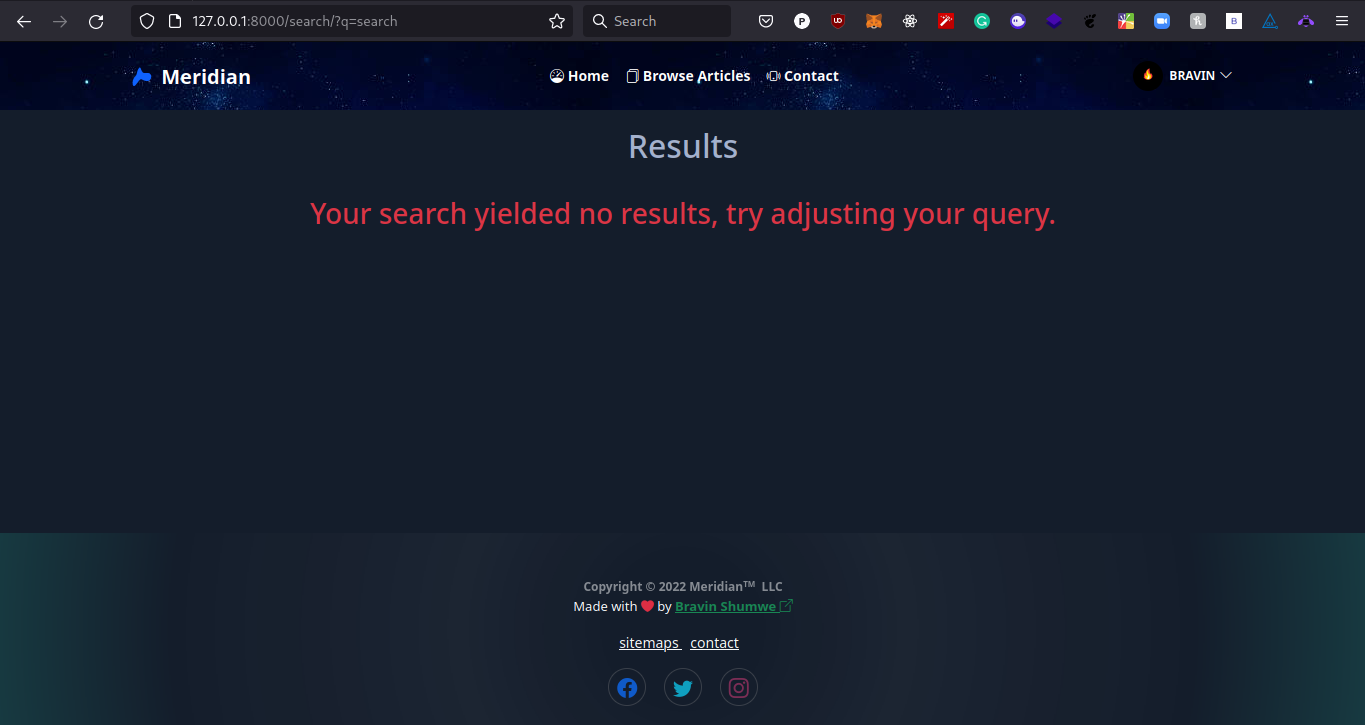 127.0.0.1:8000/search/?q=search
Search
Meridian
Home
Browse Articles
Contact
BRAVIN
Results
Your search yielded no results, try adjusting your query.
Copyright © 2022 Meridian™ LLC
Made with ❤ by Bravin Shumwe
sitemaps contact